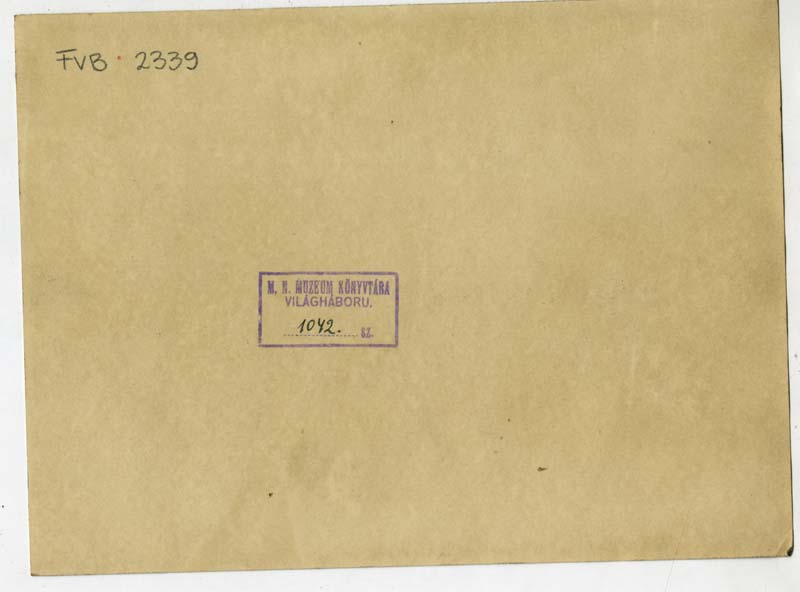 FVB · 2339
M. N. MUZEUM KÖNYVTÁRA
VILÁGHÁBORU.
1042. sz.